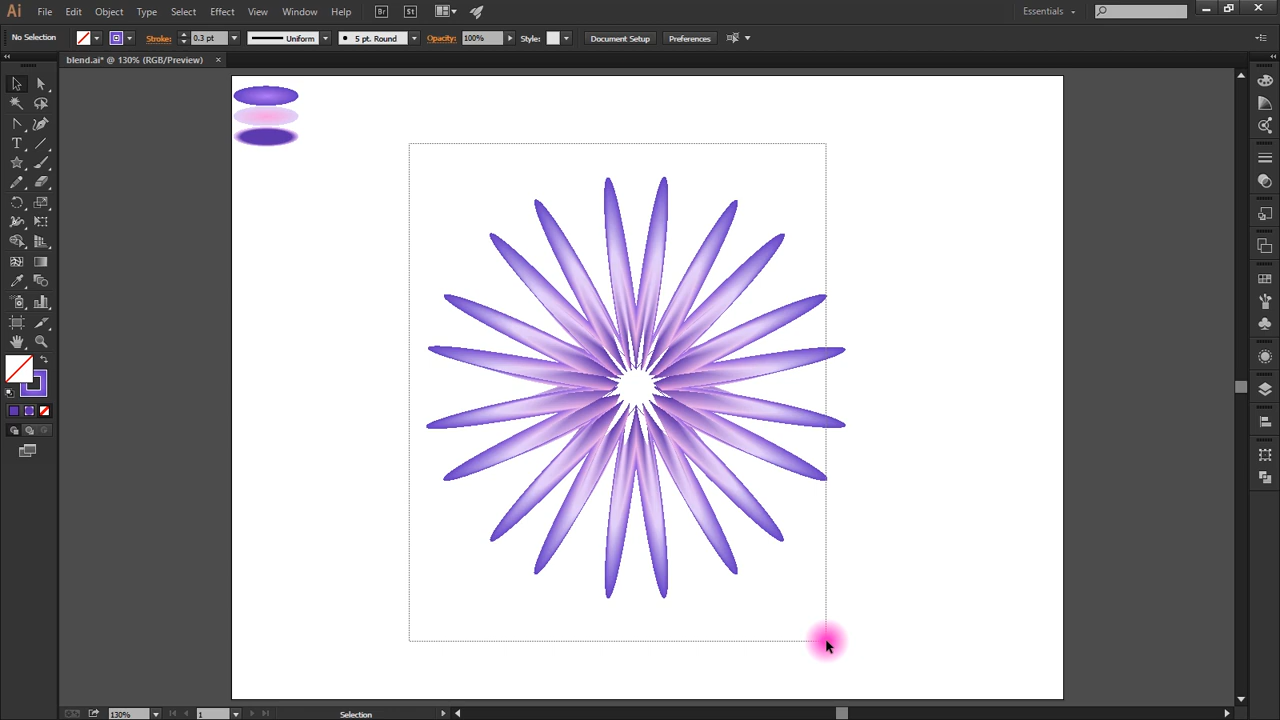 Ai File Edit Object Type Select Effect View Window Help Br St Essentials
No Selection Stroke: 0.3 pt Uniform 5 pt. Round Opacity: 100% Style: Document Setup Preferences
blend.ai* @ 130% (RGB/Preview) ×
T
130% 1 Selection